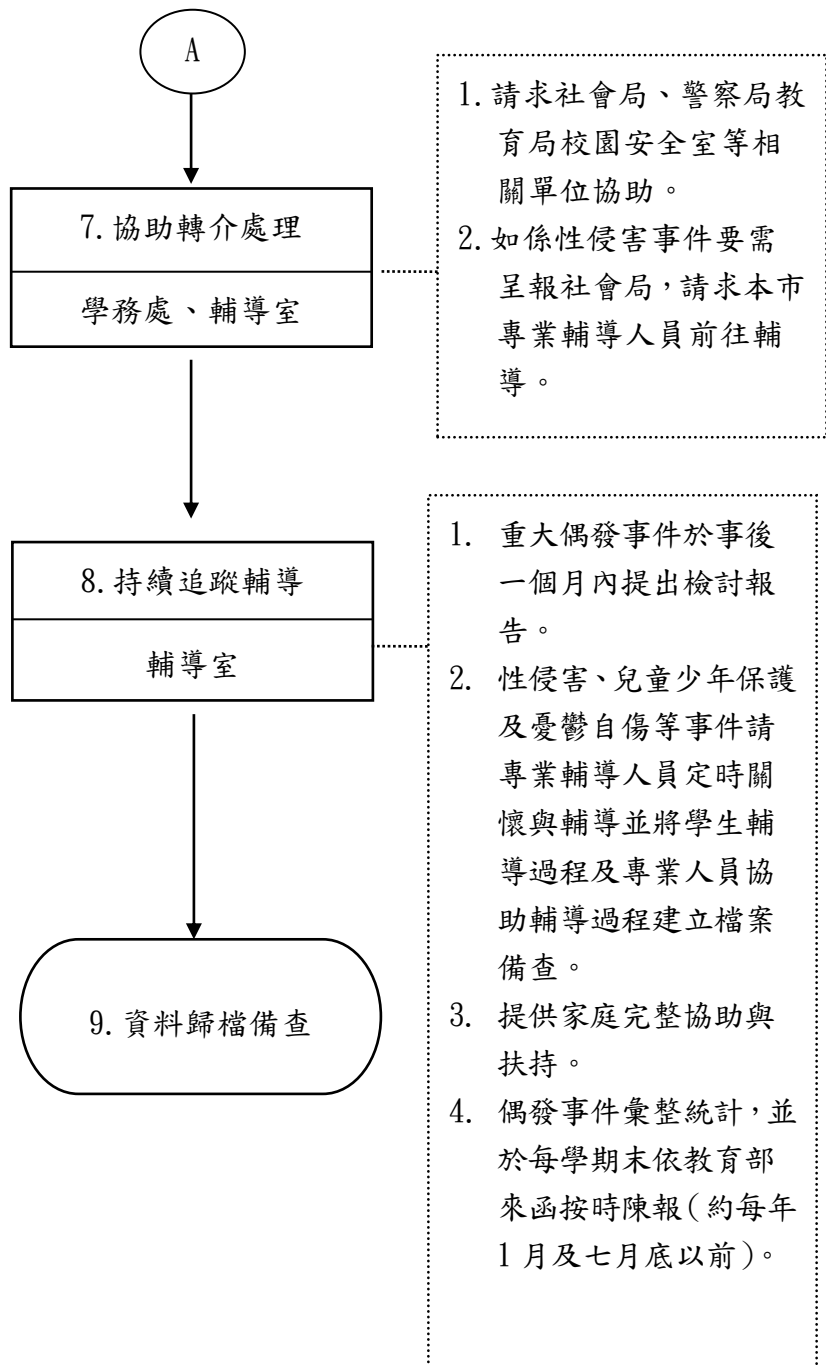 A
1.請求社會局、警察局教
育局校園安全室等相
關單位協助。
2.如係性侵害事件要需
呈報社會局，請求本市
專業輔導人員前往輔
導。
7.協助轉介處理
學務處、輔導室
8.持續追蹤輔導
輔導室
1. 重大偶發事件於事後
一個月內提出檢討報
告。
2. 性侵害、兒童少年保護
及憂鬱自傷等事件請
專業輔導人員定時關
懷與輔導並將學生輔
導過程及專業人員協
助輔導過程建立檔案
備查。
3. 提供家庭完整協助與
扶持。
4. 偶發事件彙整統計，並
於每學期末依教育部
來函按時陳報(約每年
1月及七月底以前)。
9.資料歸檔備查